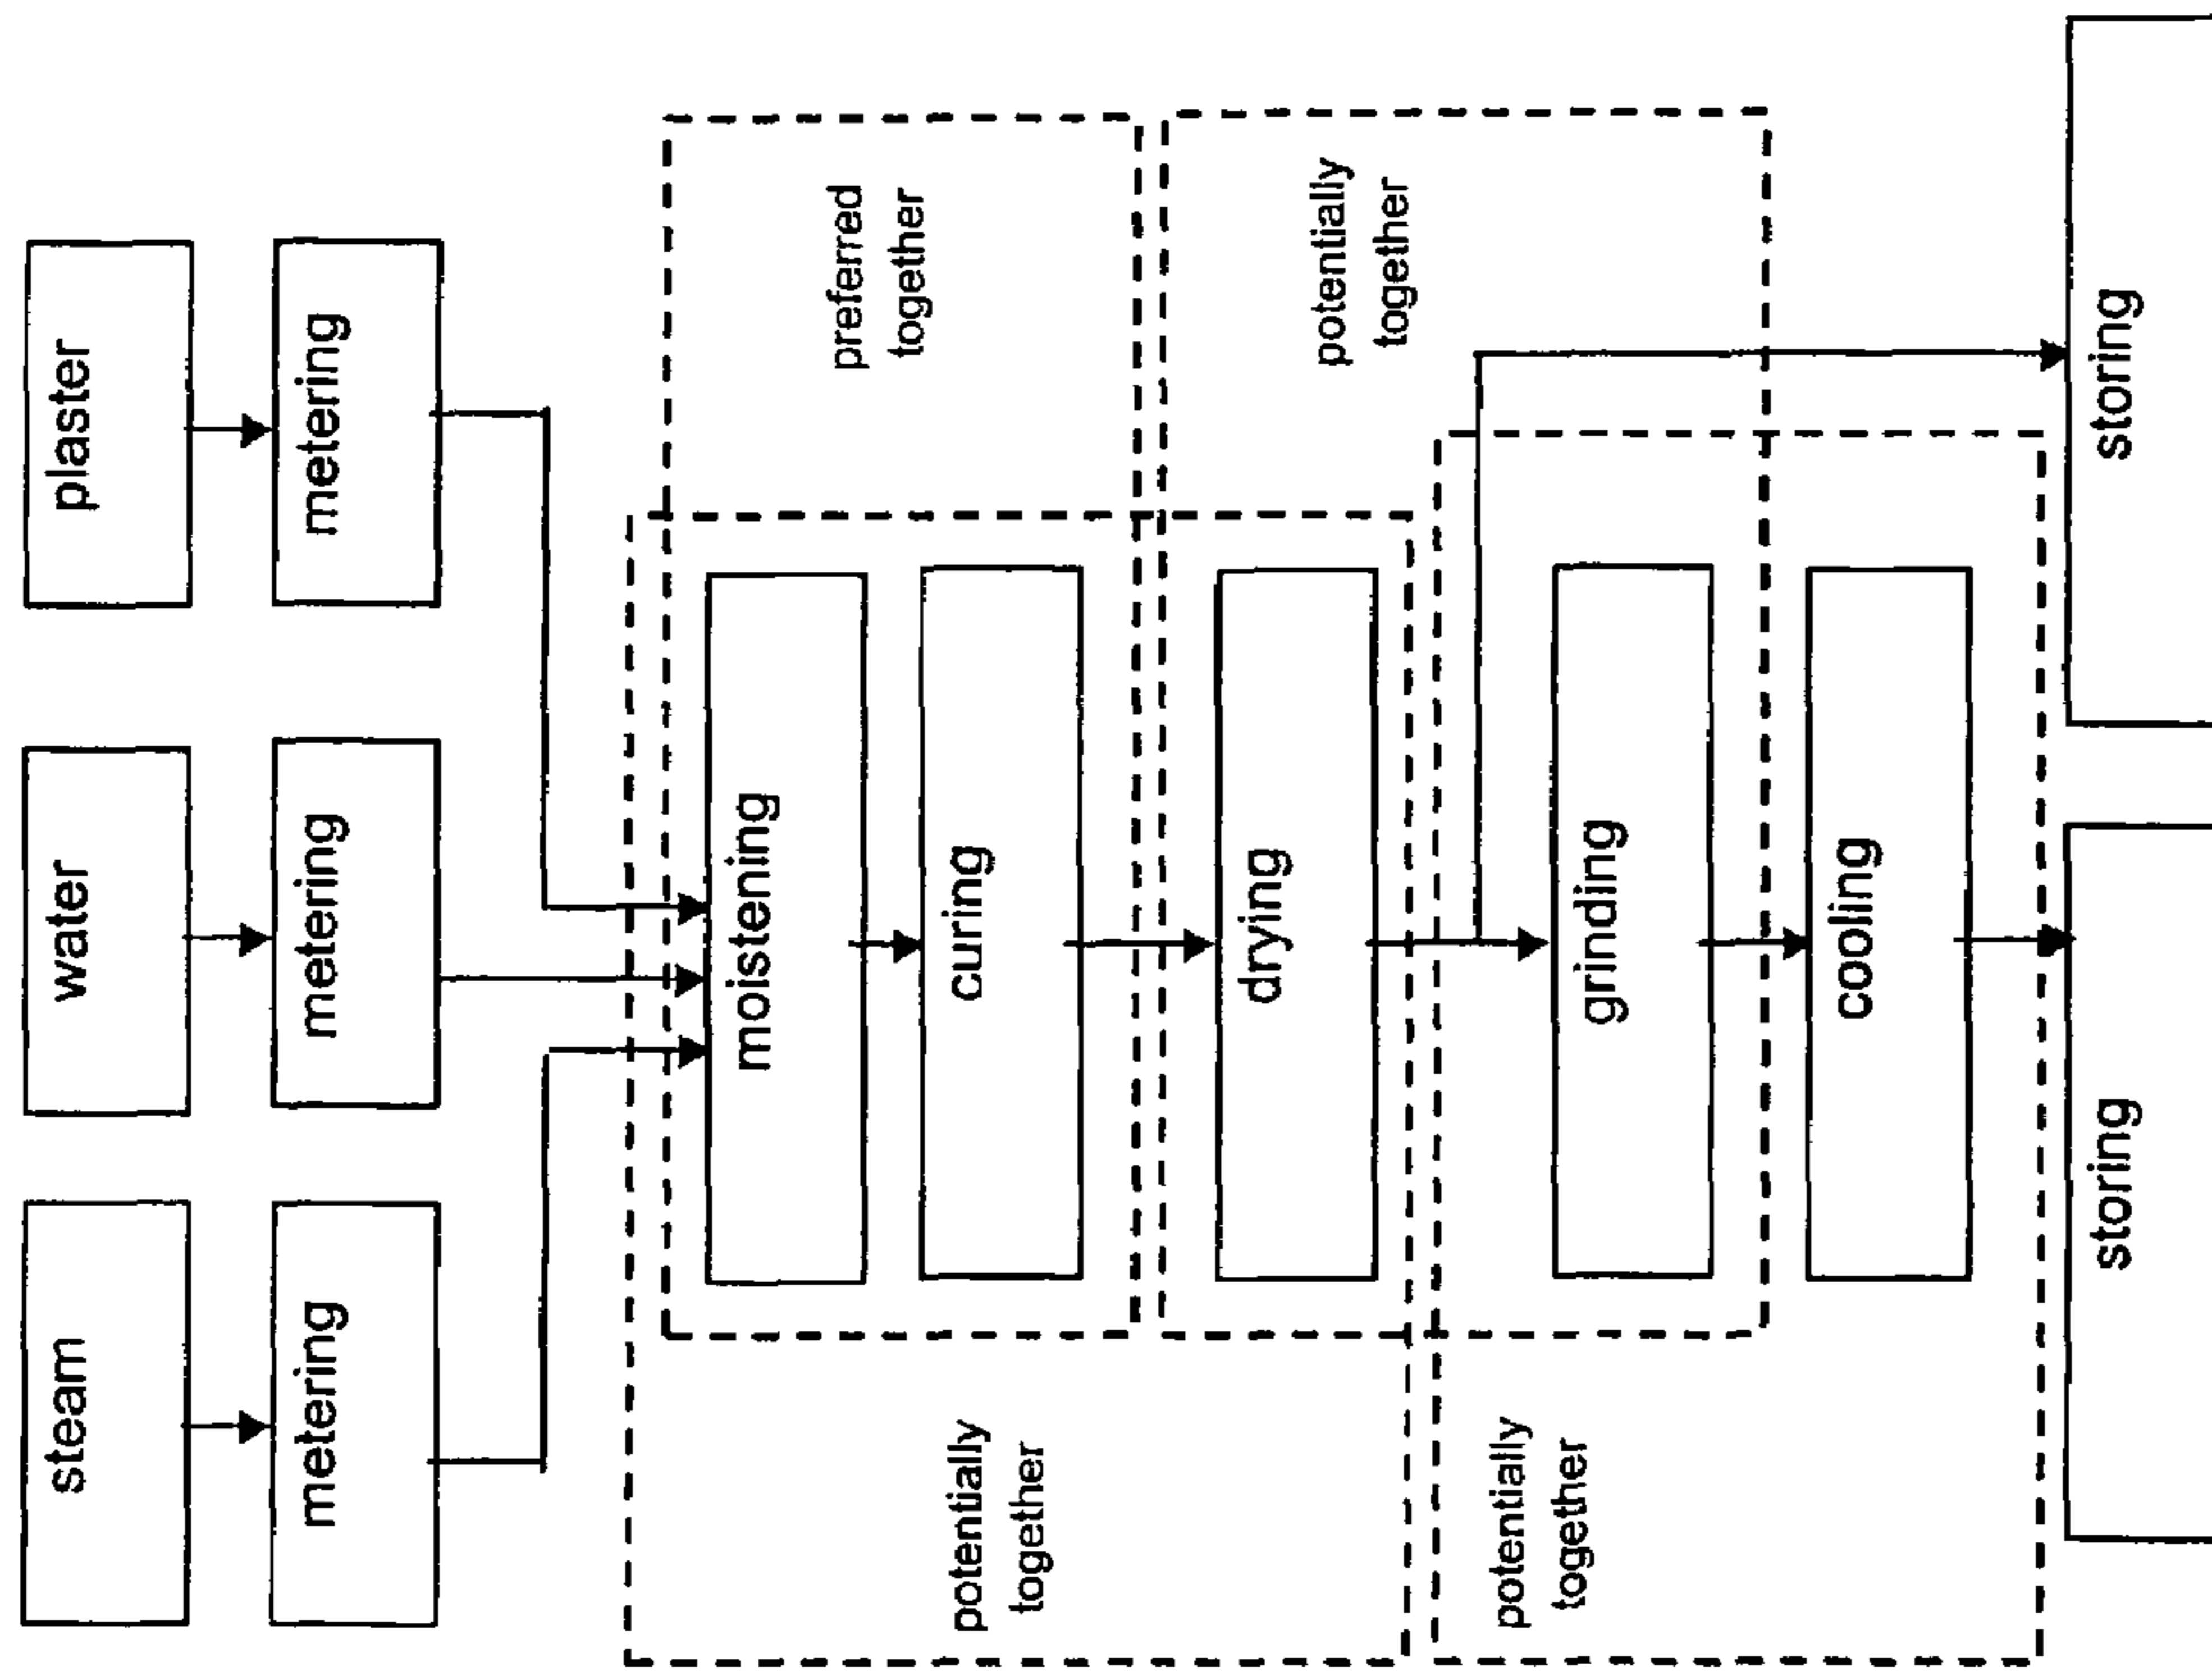 steam
water
plaster
metering
metering
metering
moistening
curing
preferred
together
potentially
together
drying
potentially
together
grinding
potentially
together
cooling
storing
storing